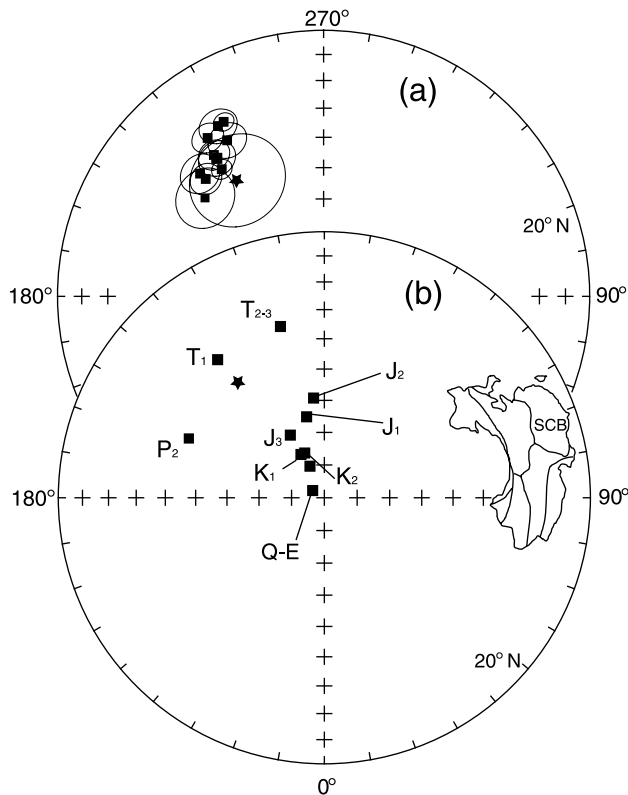 270°
(a)
20° N
180°
90°
(b)
T₂₋₃
T₁
J₂
J₁
SCB
J₃
P₂
K₁
K₂
180°
90°
Q-E
20° N
0°